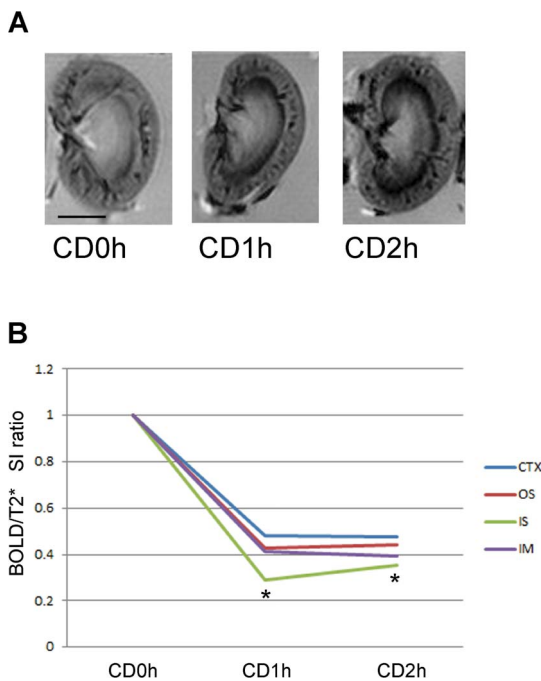 A
CD0h CD1h CD2h
B
BOLD/T2* SI ratio
1.2
1
0.8
0.6
0.4
0.2
0
* *
CD0h CD1h CD2h
CTX
OS
IS
IM